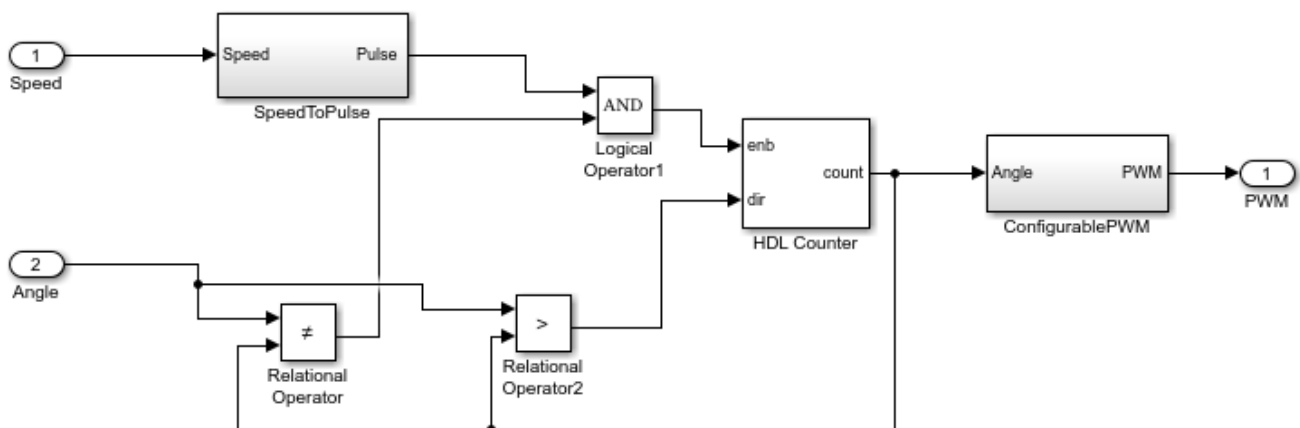 1
Speed
Speed
Pulse
SpeedToPulse
AND
Logical
Operator1
enb
count
dir
HDL Counter
Angle
PWM
ConfigurablePWM
1
PWM
2
Angle
≠
Relational
Operator
>
Relational
Operator2